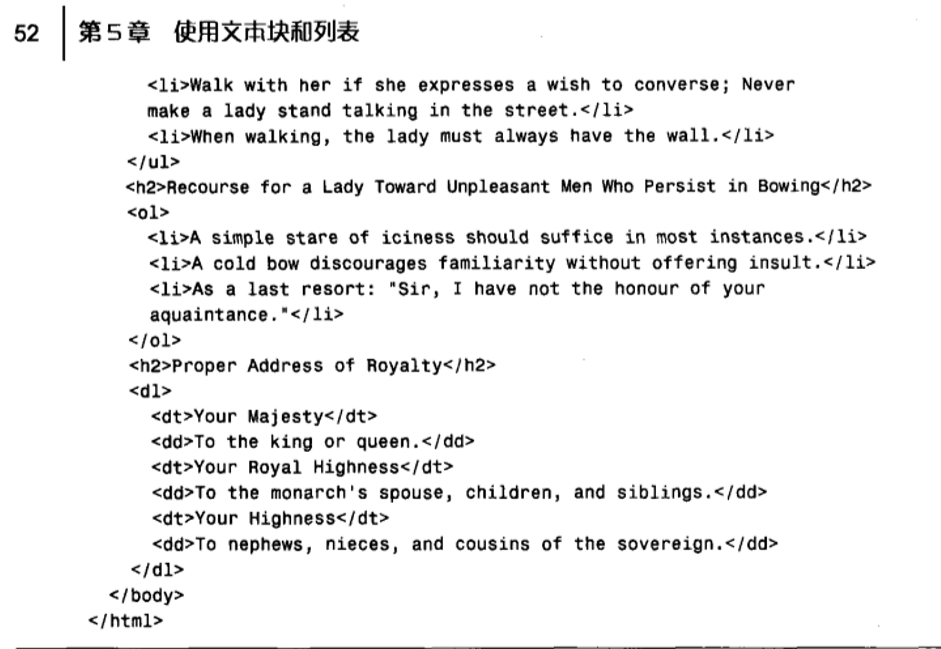 52 第5章 使用文本块和列表
<li>Walk with her if she expresses a wish to converse; Never
make a lady stand talking in the street.</li>
<li>When walking, the lady must always have the wall.</li>
</ul>
<h2>Recourse for a Lady Toward Unpleasant Men Who Persist in Bowing</h2>
<ol>
<li>A simple stare of iciness should suffice in most instances.</li>
<li>A cold bow discourages familiarity without offering insult.</li>
<li>As a last resort: "Sir, I have not the honour of your
aquaintance."</li>
</ol>
<h2>Proper Address of Royalty</h2>
<dl>
<dt>Your Majesty</dt>
<dd>To the king or queen.</dd>
<dt>Your Royal Highness</dt>
<dd>To the monarch's spouse, children, and siblings.</dd>
<dt>Your Highness</dt>
<dd>To nephews, nieces, and cousins of the sovereign.</dd>
</dl>
</body>
</html>